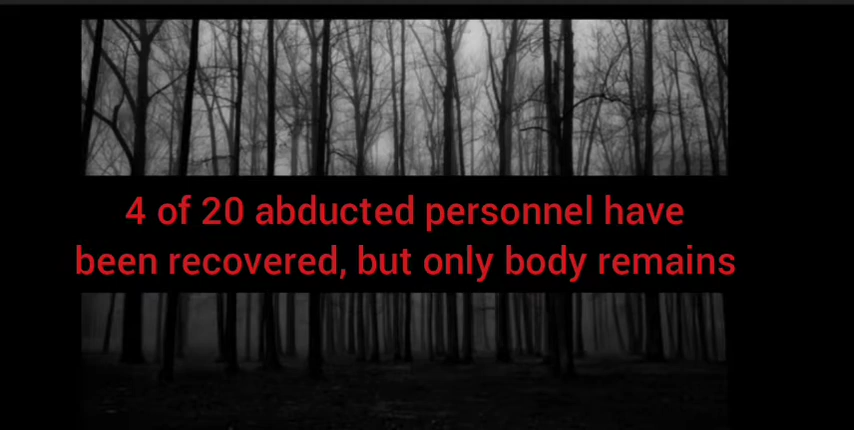 4 of 20 abducted personnel have
been recovered, but only body remains